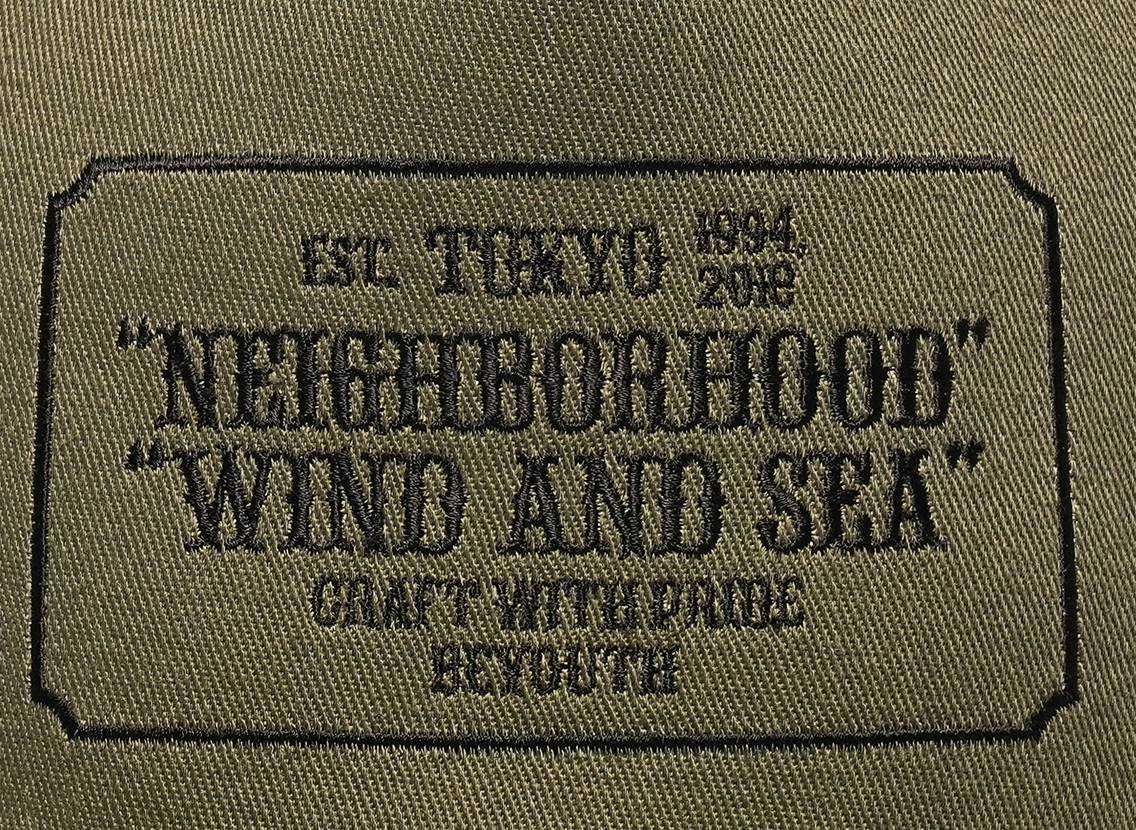 EST. TOKYO 1994.
2018
"NEIGHBORHOOD"
"WIND AND SEA"
CRAFT WITH PRIDE
BEYOUTH